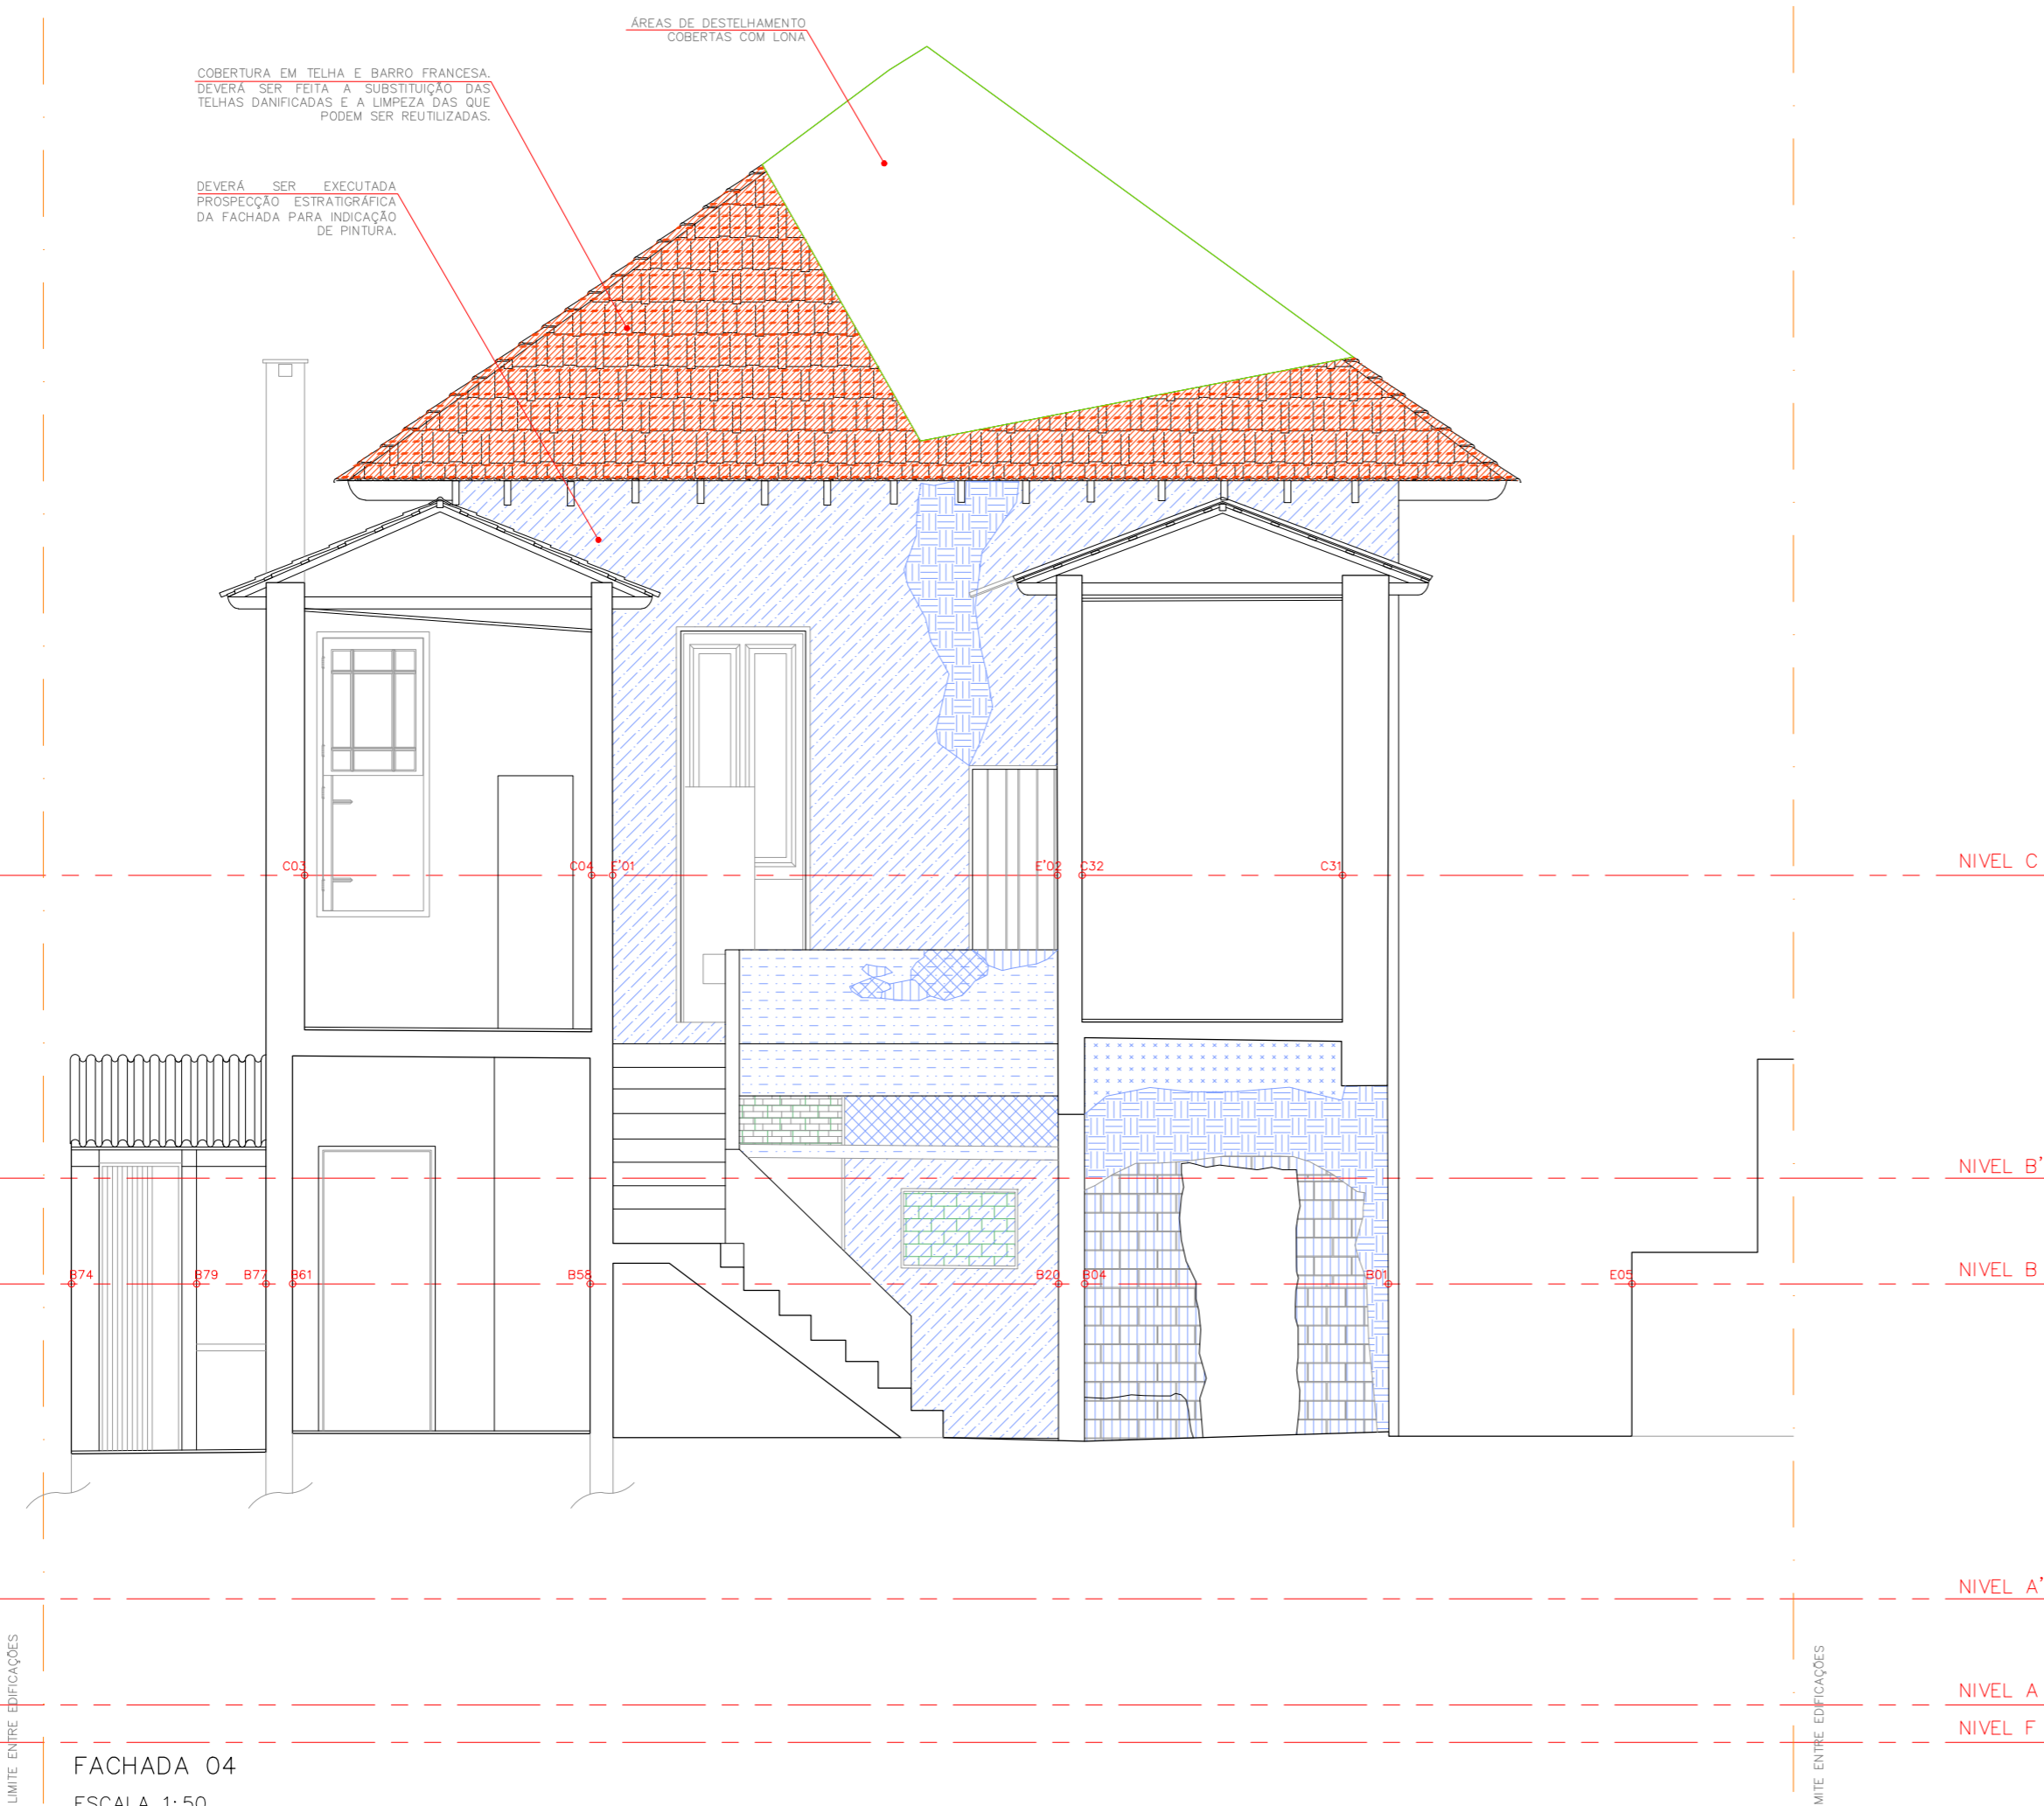 ÁREAS DE DESTELHAMENTO
COBERTAS COM LONA
COBERTURA EM TELHA E BARRO FRANCESA.
DEVERÁ SER FEITA A SUBSTITUIÇÃO DAS
TELHAS DANIFICADAS E A LIMPEZA DAS QUE
PODEM SER REUTILIZADAS.
DEVERÁ SER EXECUTADA
PROSPECÇÃO ESTRATIGRÁFICA
DA FACHADA PARA INDICAÇÃO
DE PINTURA.
C03
C04
E'01
E'02
C32
C31
NIVEL C
NIVEL B'
B74
B79
B77
B61
B58
B20
B04
B01
E05
NIVEL B
NIVEL A'
NIVEL A
NIVEL F
LIMITE ENTRE EDIFICAÇÕES
MITE ENTRE EDIFICAÇÕES
FACHADA 04
ESCALA 1:50